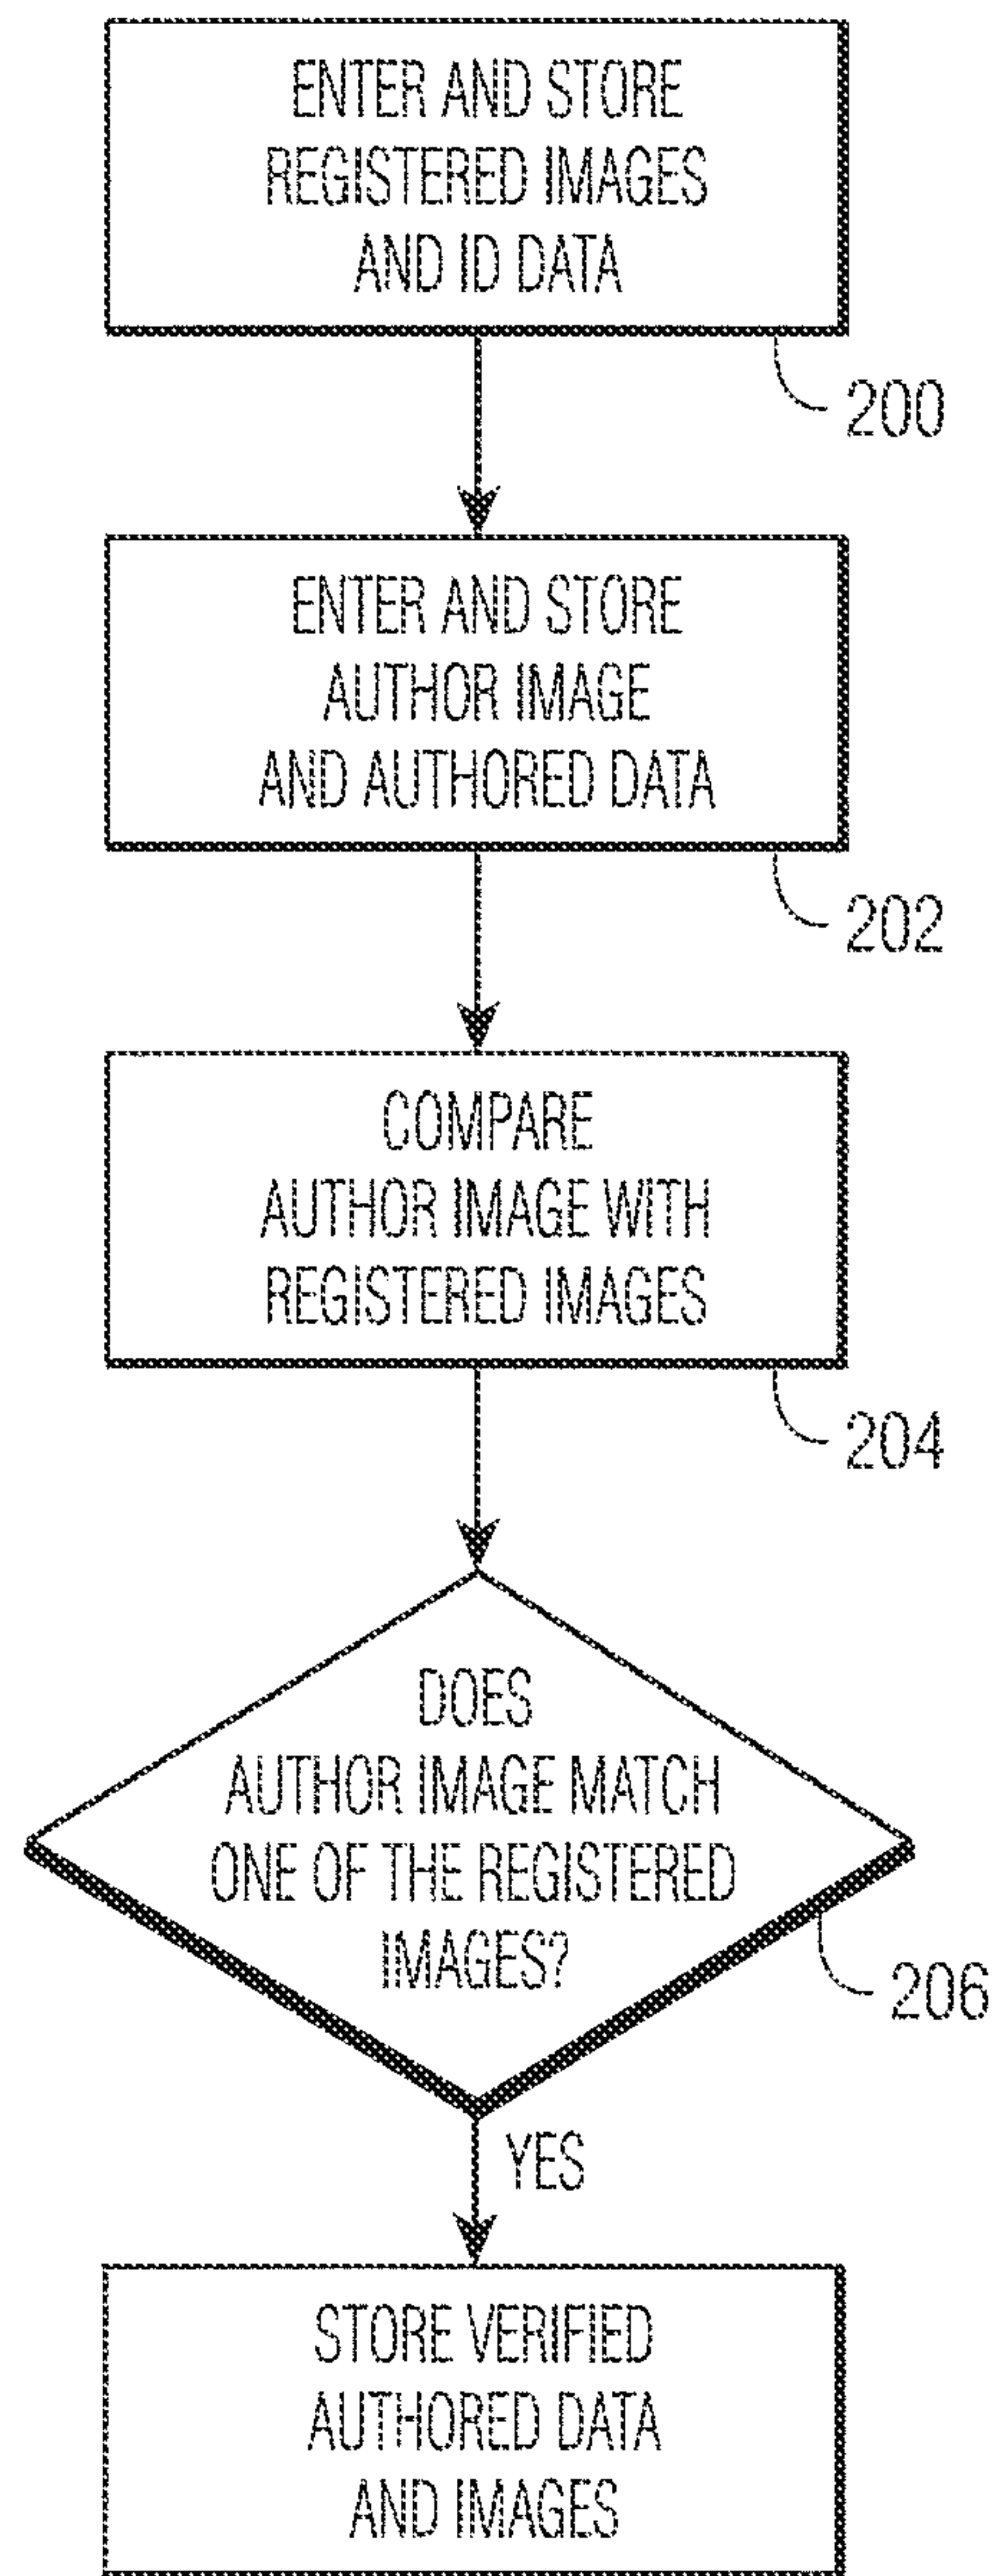 ENTER AND STORE
REGISTERED IMAGES
AND ID DATA
200
ENTER AND STORE
AUTHOR IMAGE
AND AUTHORED DATA
202
COMPARE
AUTHOR IMAGE WITH
REGISTERED IMAGES
204
DOES
AUTHOR IMAGE MATCH
ONE OF THE REGISTERED
IMAGES?
206
YES
STORE VERIFIED
AUTHORED DATA
AND IMAGES